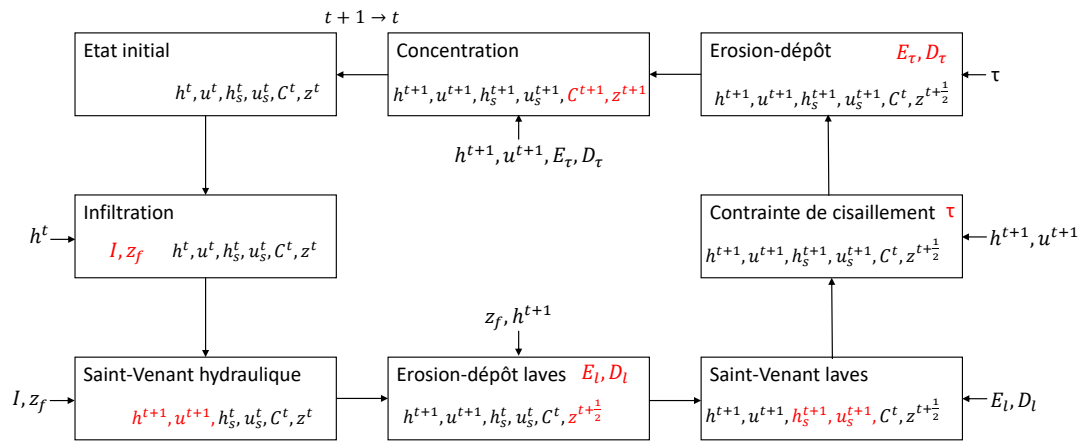 t + 1 → t
Etat initial
h^t, u^t, h_s^t, u_s^t, C^t, z^t
Concentration
h^{t+1}, u^{t+1}, h_s^{t+1}, u_s^{t+1}, C^{t+1}, z^{t+1}
h^{t+1}, u^{t+1}, E_τ, D_τ
Erosion-dépôt E_τ, D_τ
h^{t+1}, u^{t+1}, h_s^{t+1}, u_s^{t+1}, C^t, z^{t+\frac{1}{2}}
τ
Infiltration
h^t
I, z_f h^t, u^t, h_s^t, u_s^t, C^t, z^t
Contrainte de cisaillement τ
h^{t+1}, u^{t+1}, h_s^{t+1}, u_s^{t+1}, C^t, z^{t+\frac{1}{2}}
h^{t+1}, u^{t+1}
z_f, h^{t+1}
Saint-Venant hydraulique
I, z_f
h^{t+1}, u^{t+1}, h_s^t, u_s^t, C^t, z^t
Erosion-dépôt laves E_l, D_l
h^{t+1}, u^{t+1}, h_s^t, u_s^t, C^t, z^{t+\frac{1}{2}}
Saint-Venant laves
h^{t+1}, u^{t+1}, h_s^{t+1}, u_s^{t+1}, C^t, z^{t+\frac{1}{2}}
E_l, D_l